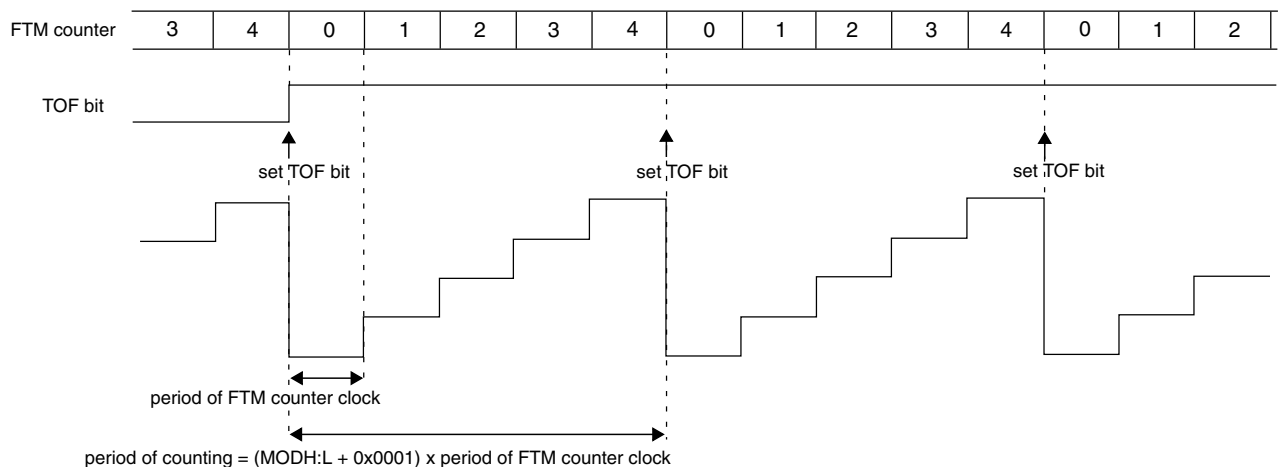 FTM counter 3 4 0 1 2 3 4 0 1 2 3 4 0 1 2
TOF bit
set TOF bit set TOF bit set TOF bit
period of FTM counter clock
period of counting = (MODH:L + 0x0001) x period of FTM counter clock